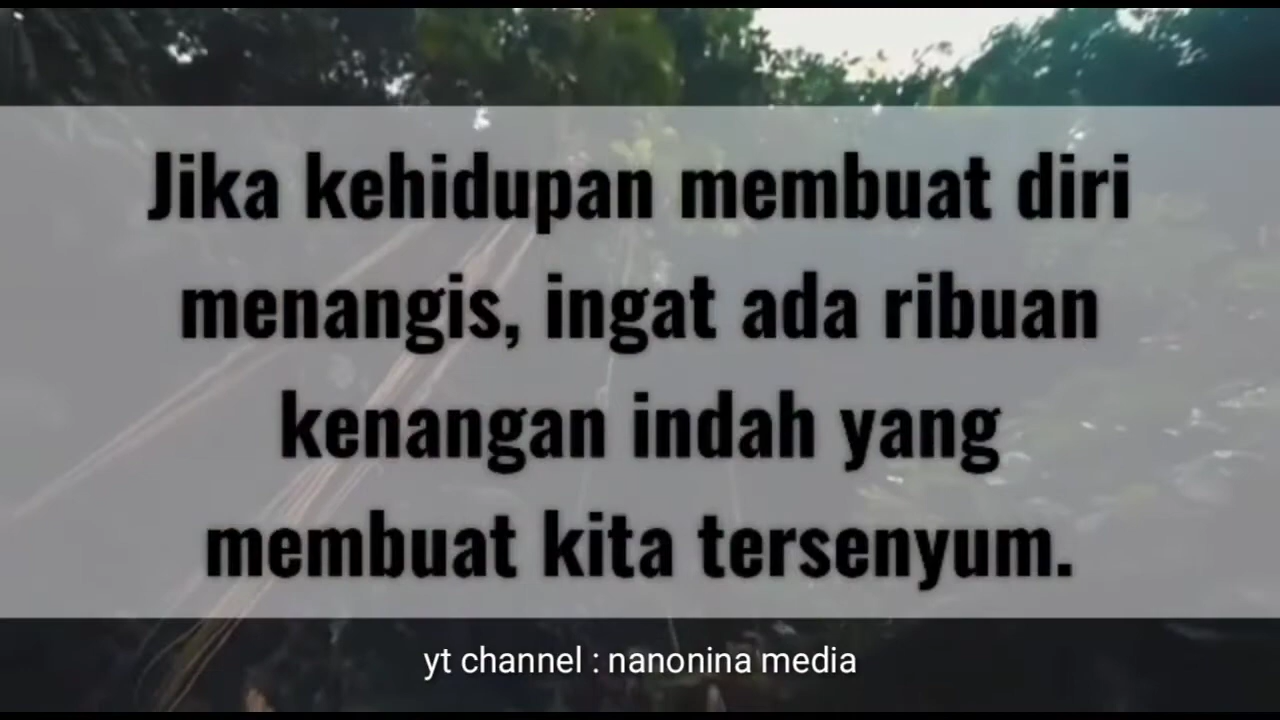 Jika kehidupan membuat diri
menangis, ingat ada ribuan
kenangan indah yang
membuat kita tersenyum.
yt channel : nanonina media